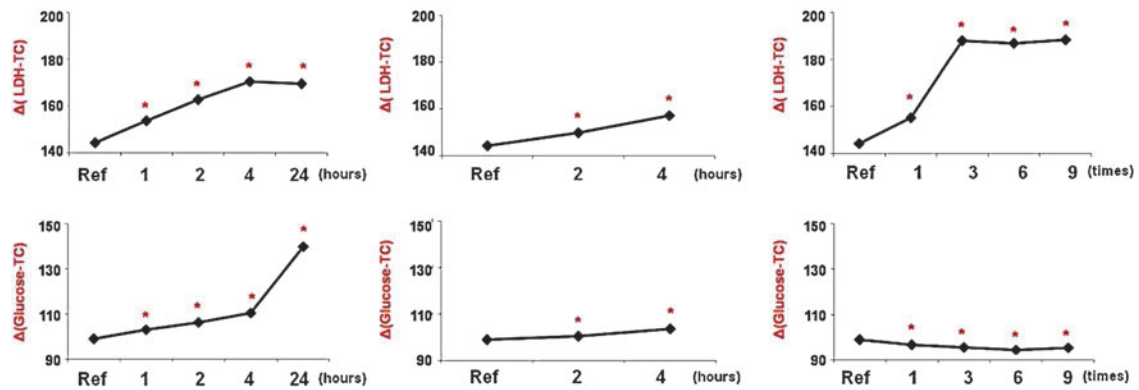 200
180
160
140
Δ( LDH-TC)
* * * *
Ref 1 2 4 24 (hours)
200
180
160
140
Δ( LDH-TC)
* *
Ref 2 4 (hours)
200
180
160
140
Δ( LDH-TC)
* * * *
Ref 1 3 6 9 (times)
150
130
110
90
Δ(Glucose-TC)
* * * *
Ref 1 2 4 24 (hours)
150
130
110
90
Δ(Glucose-TC)
* *
Ref 2 4 (hours)
150
130
110
90
Δ(Glucose-TC)
* * * *
Ref 1 3 6 9 (times)